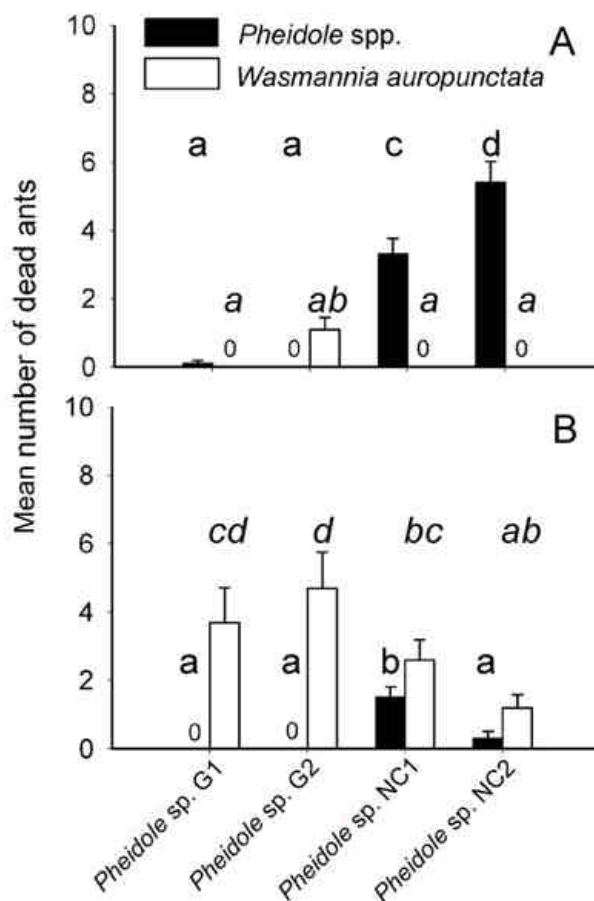 Mean number of dead ants
10
8
6
4
2
0
Pheidole spp.
Wasmannia auropunctata
A
a a c d
a ab a a
0 0 0 0
10
8
6
4
2
0
B
cd d bc ab
a a b a
0 0
Pheidole sp. G1
Pheidole sp. G2
Pheidole sp. NC1
Pheidole sp. NC2